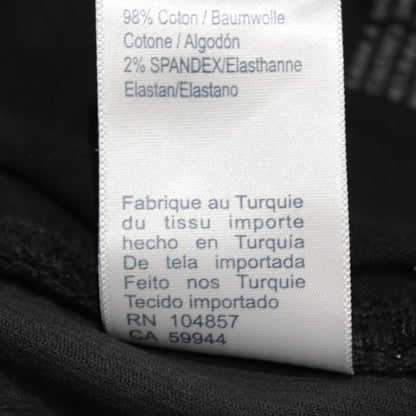 98% Coton / Baumwolle
Cotone / Algodón
2% SPANDEX/Elasthanne
Elastan/Elastano
Fabrique au Turquie
du tissu importe
hecho en Turquía
De tela importada
Feito nos Turquie
Tecido importado
RN 104857
CA 59944